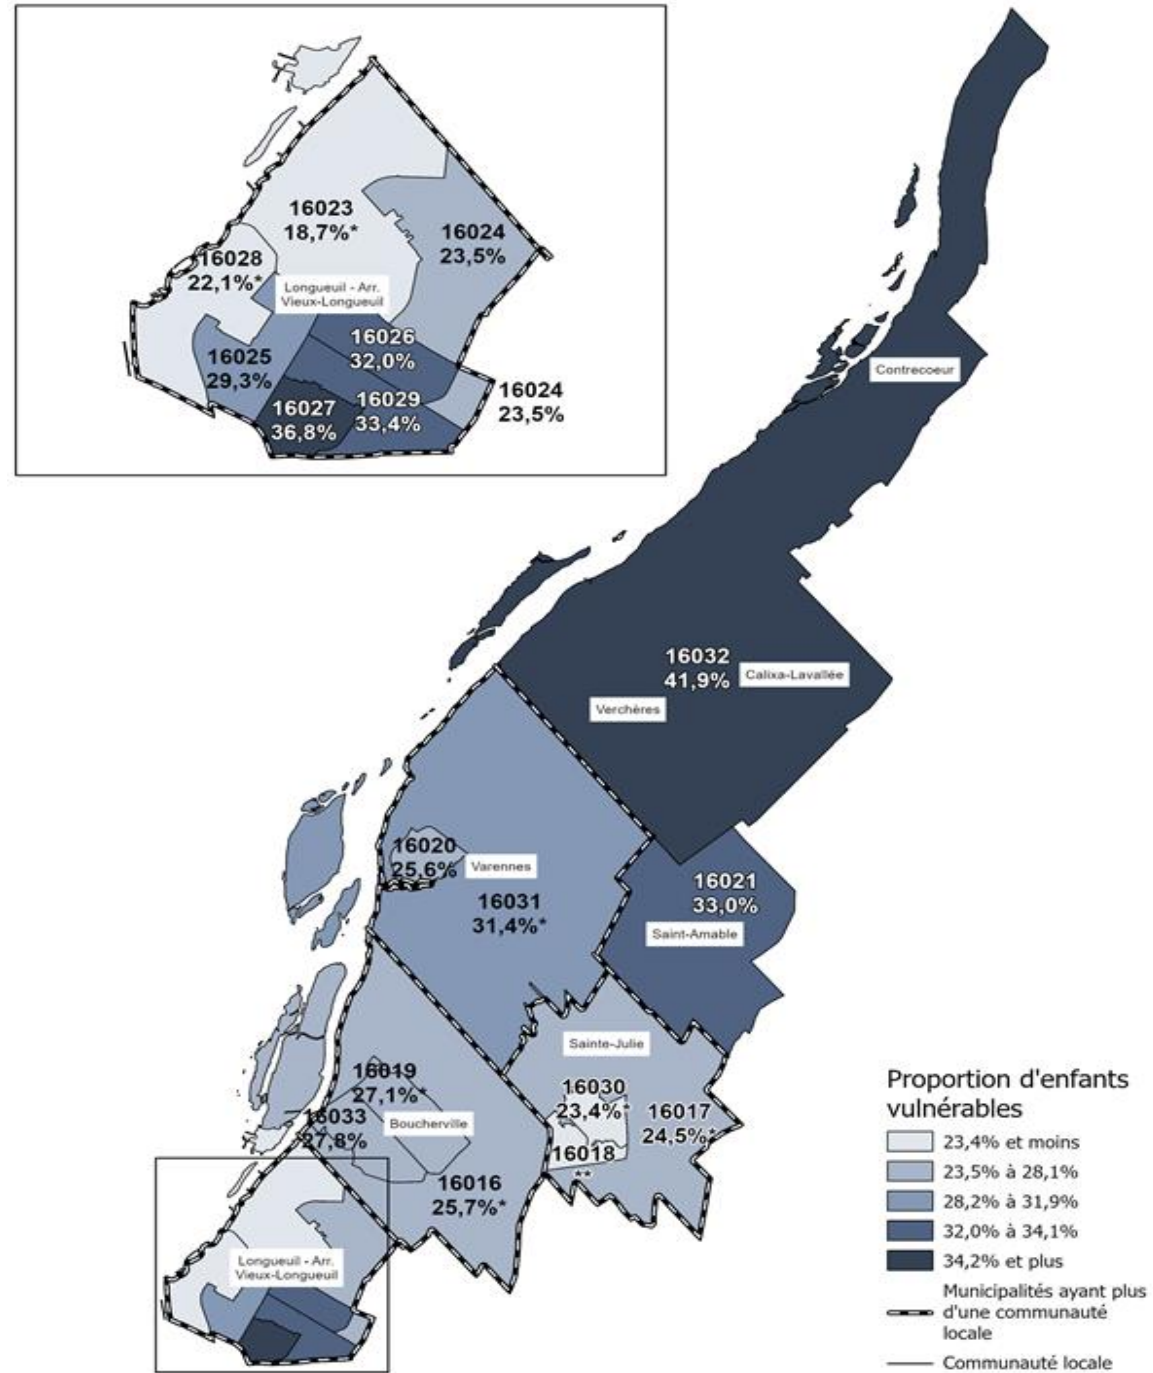 16023
18,7%*
16024
23,5%
16028
22,1%*
Longueuil - Arr.
Vieux-Longueuil
16026
32,0%
16025
29,3%
16024
23,5%
16027
36,8%
16029
33,4%
Contrecoeur
16032
41,9%
Calixa-Lavallée
Verchères
16020
25,6%
Varennes
16021
33,0%
16031
31,4%*
Saint-Amable
Sainte-Julie
16019
27,1%*
16030
23,4%*
16033
27,8%
Boucherville
16017
24,5%*
16018
**
16016
25,7%*
Longueuil - Arr.
Vieux-Longueuil
Proportion d'enfants
vulnérables
23,4% et moins
23,5% à 28,1%
28,2% à 31,9%
32,0% à 34,1%
34,2% et plus
Municipalités ayant plus
d'une communauté
locale
Communauté locale